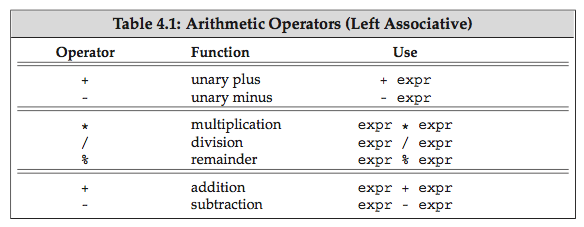 Table 4.1: Arithmetic Operators (Left Associative)
Operator Function Use
+ unary plus + expr
- unary minus - expr
* multiplication expr * expr
/ division expr / expr
% remainder expr % expr
+ addition expr + expr
- subtraction expr - expr